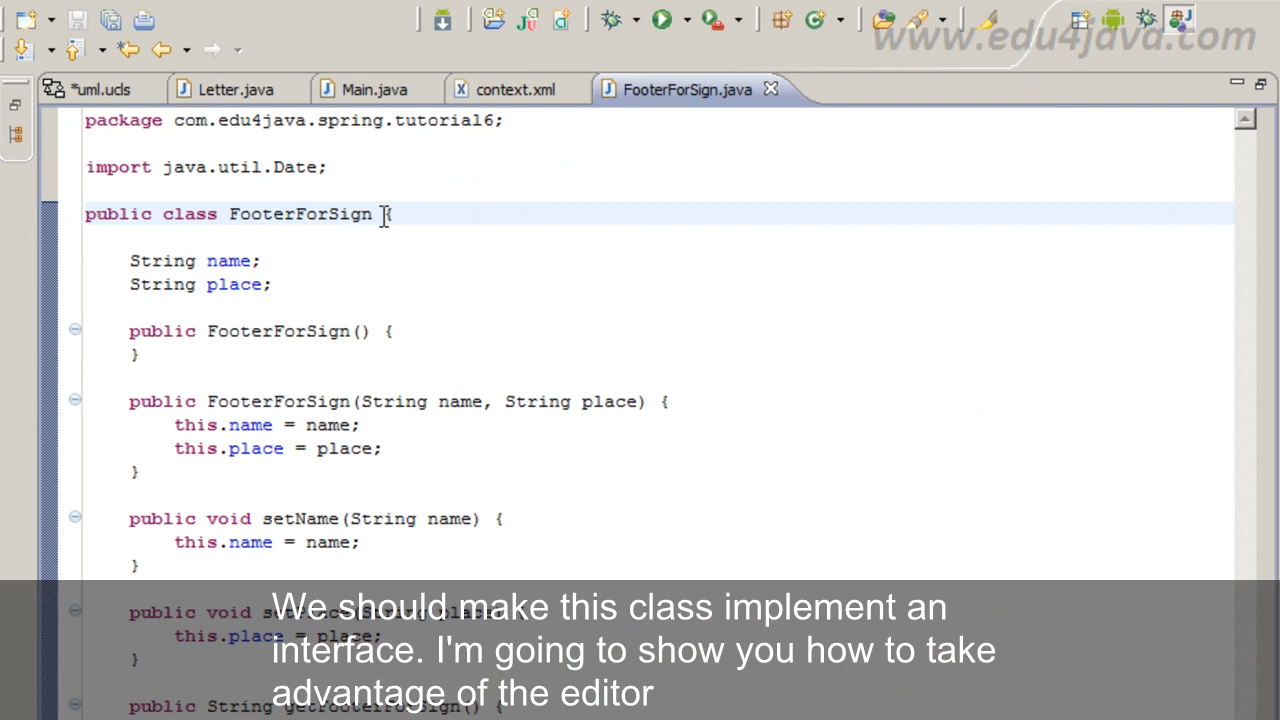 www.edu4java.com
*uml.ucls Letter.java Main.java context.xml FooterForSign.java
package com.edu4java.spring.tutorial6;
import java.util.Date;
public class FooterForSign {
String name;
String place;
public FooterForSign() {
}
public FooterForSign(String name, String place) {
this.name = name;
this.place = place;
}
public void setName(String name) {
this.name = name;
}
public void setPlace(String place) {
this.place = place;
}
public String getFooterForSign() {
We should make this class implement an
interface. I'm going to show you how to take
advantage of the editor